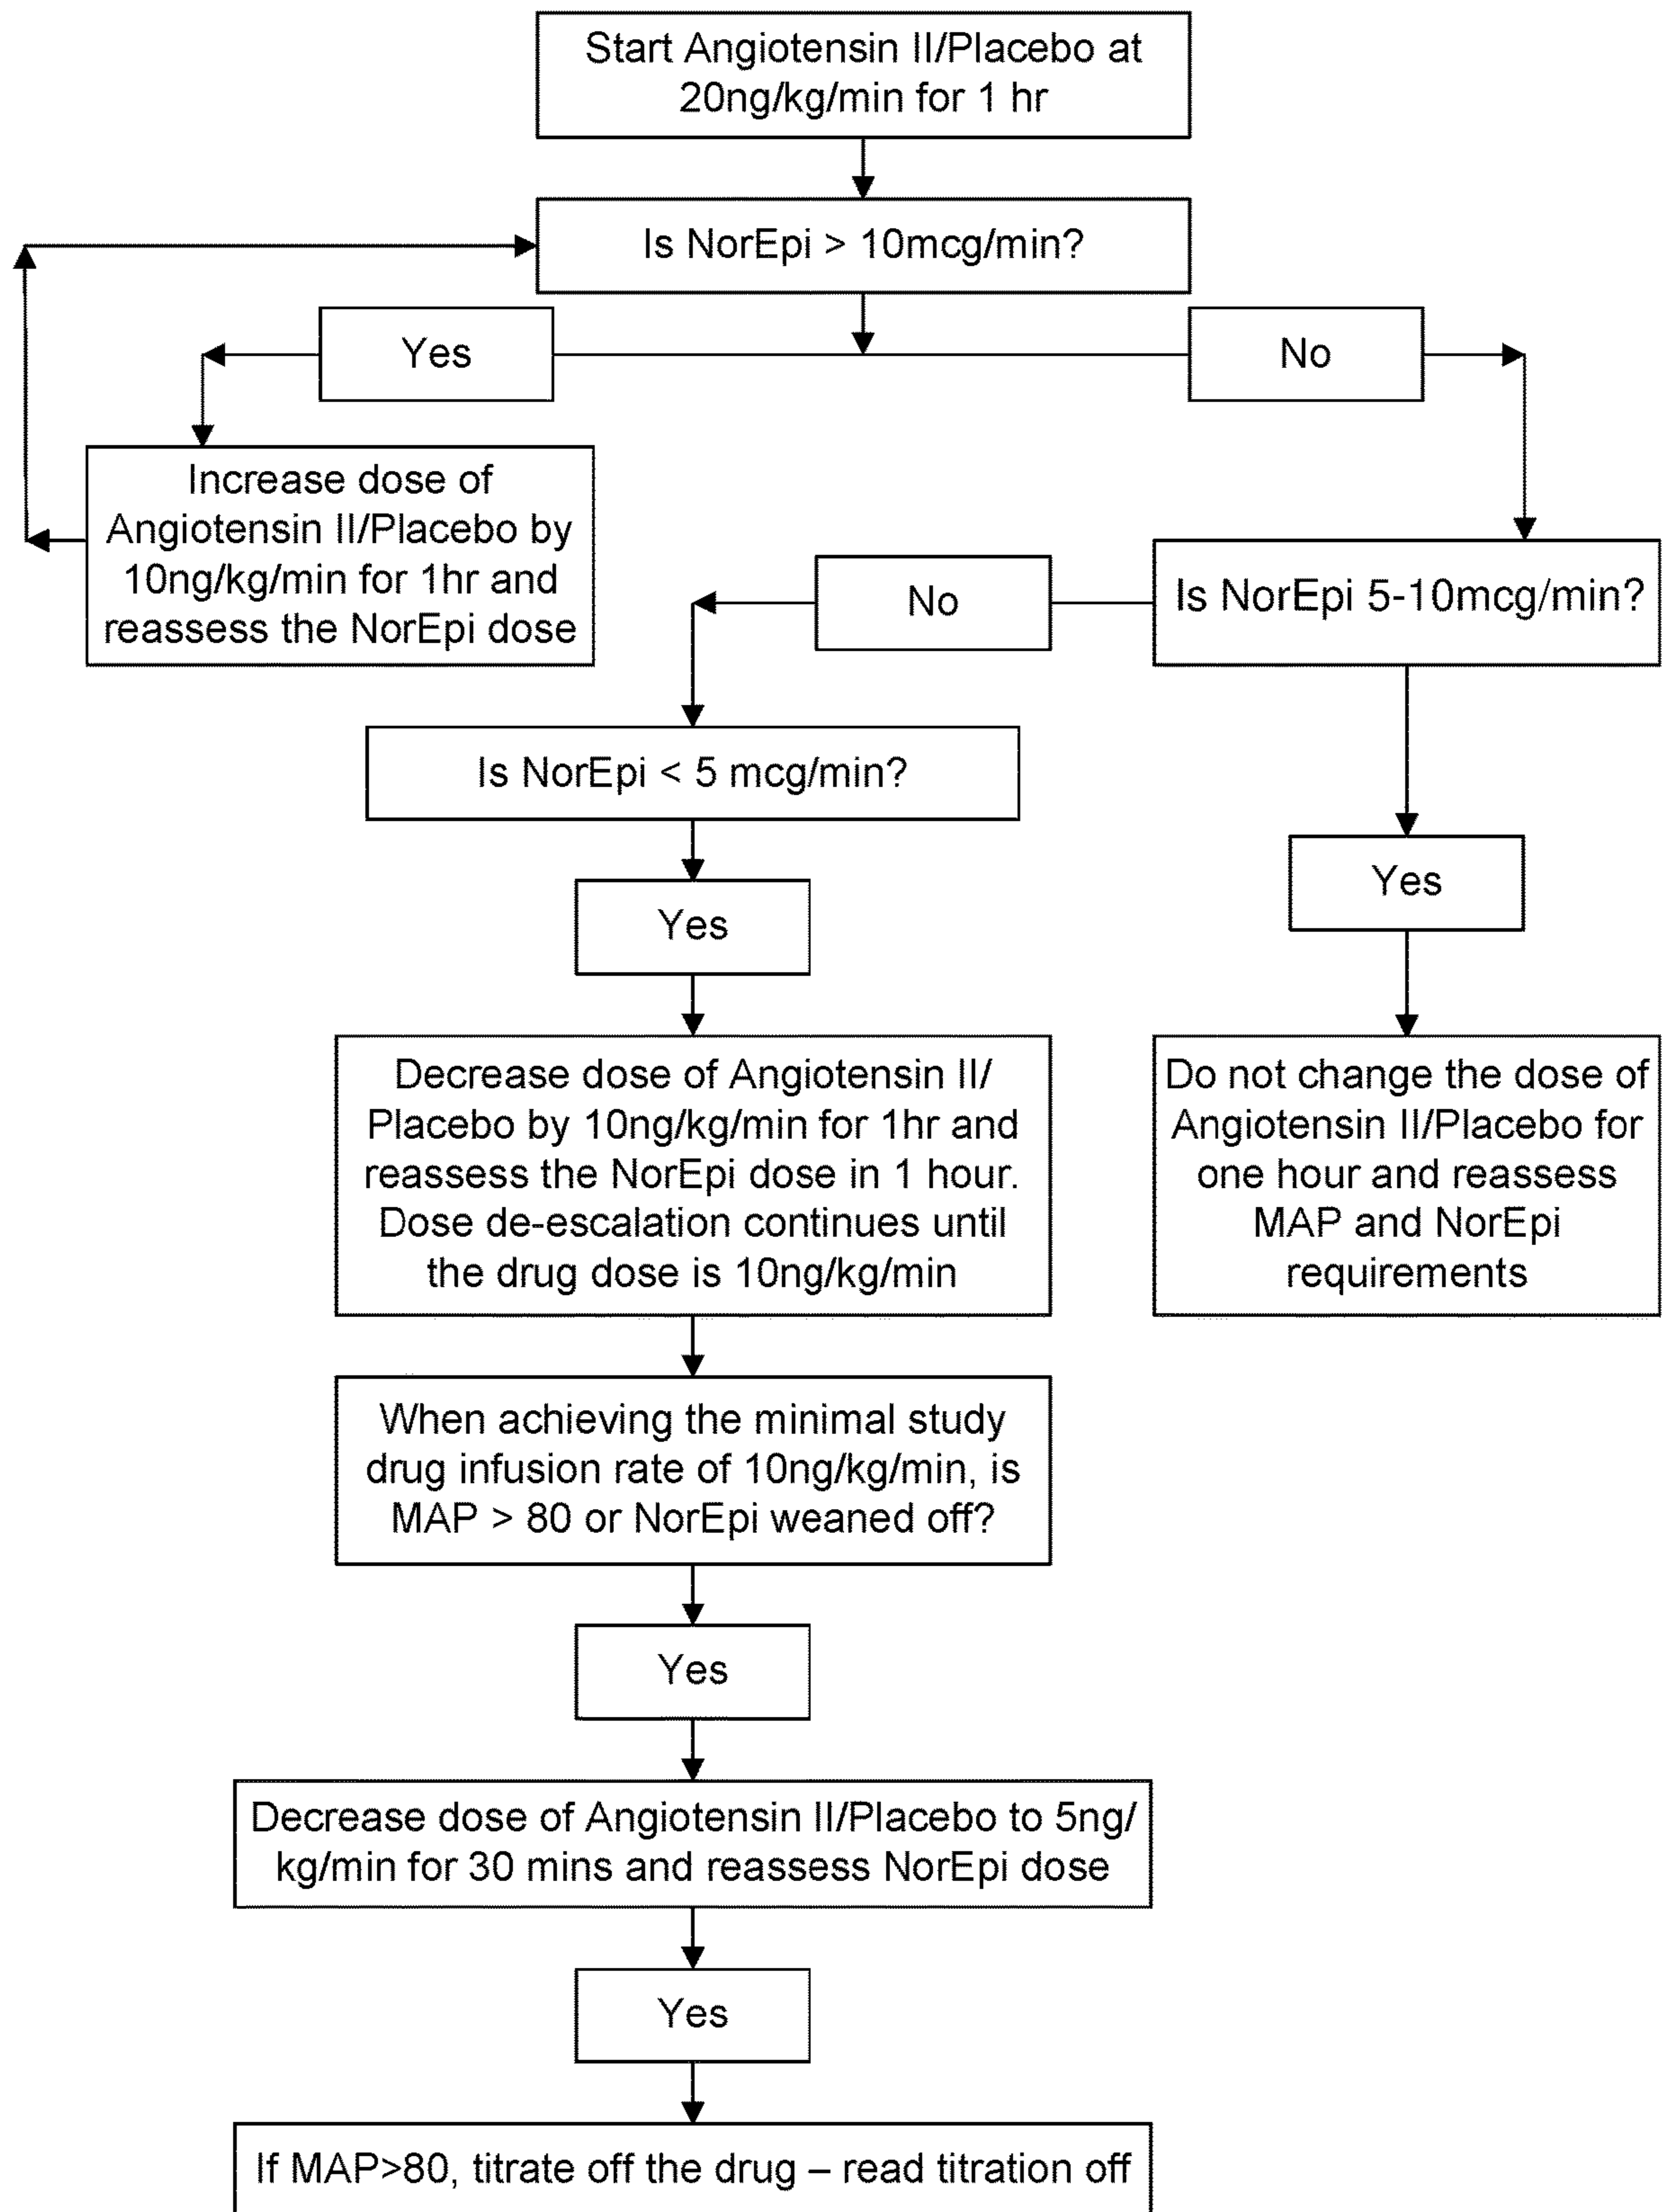 Start Angiotensin II/Placebo at
20ng/kg/min for 1 hr
Is NorEpi > 10mcg/min?
Yes
No
Increase dose of
Angiotensin II/Placebo by
10ng/kg/min for 1hr and
reassess the NorEpi dose
No
Is NorEpi 5-10mcg/min?
Is NorEpi < 5 mcg/min?
Yes
Yes
Decrease dose of Angiotensin II/
Placebo by 10ng/kg/min for 1hr and
reassess the NorEpi dose in 1 hour.
Dose de-escalation continues until
the drug dose is 10ng/kg/min
Do not change the dose of
Angiotensin II/Placebo for
one hour and reassess
MAP and NorEpi
requirements
When achieving the minimal study
drug infusion rate of 10ng/kg/min, is
MAP > 80 or NorEpi weaned off?
Yes
Decrease dose of Angiotensin II/Placebo to 5ng/
kg/min for 30 mins and reassess NorEpi dose
Yes
If MAP>80, titrate off the drug – read titration off